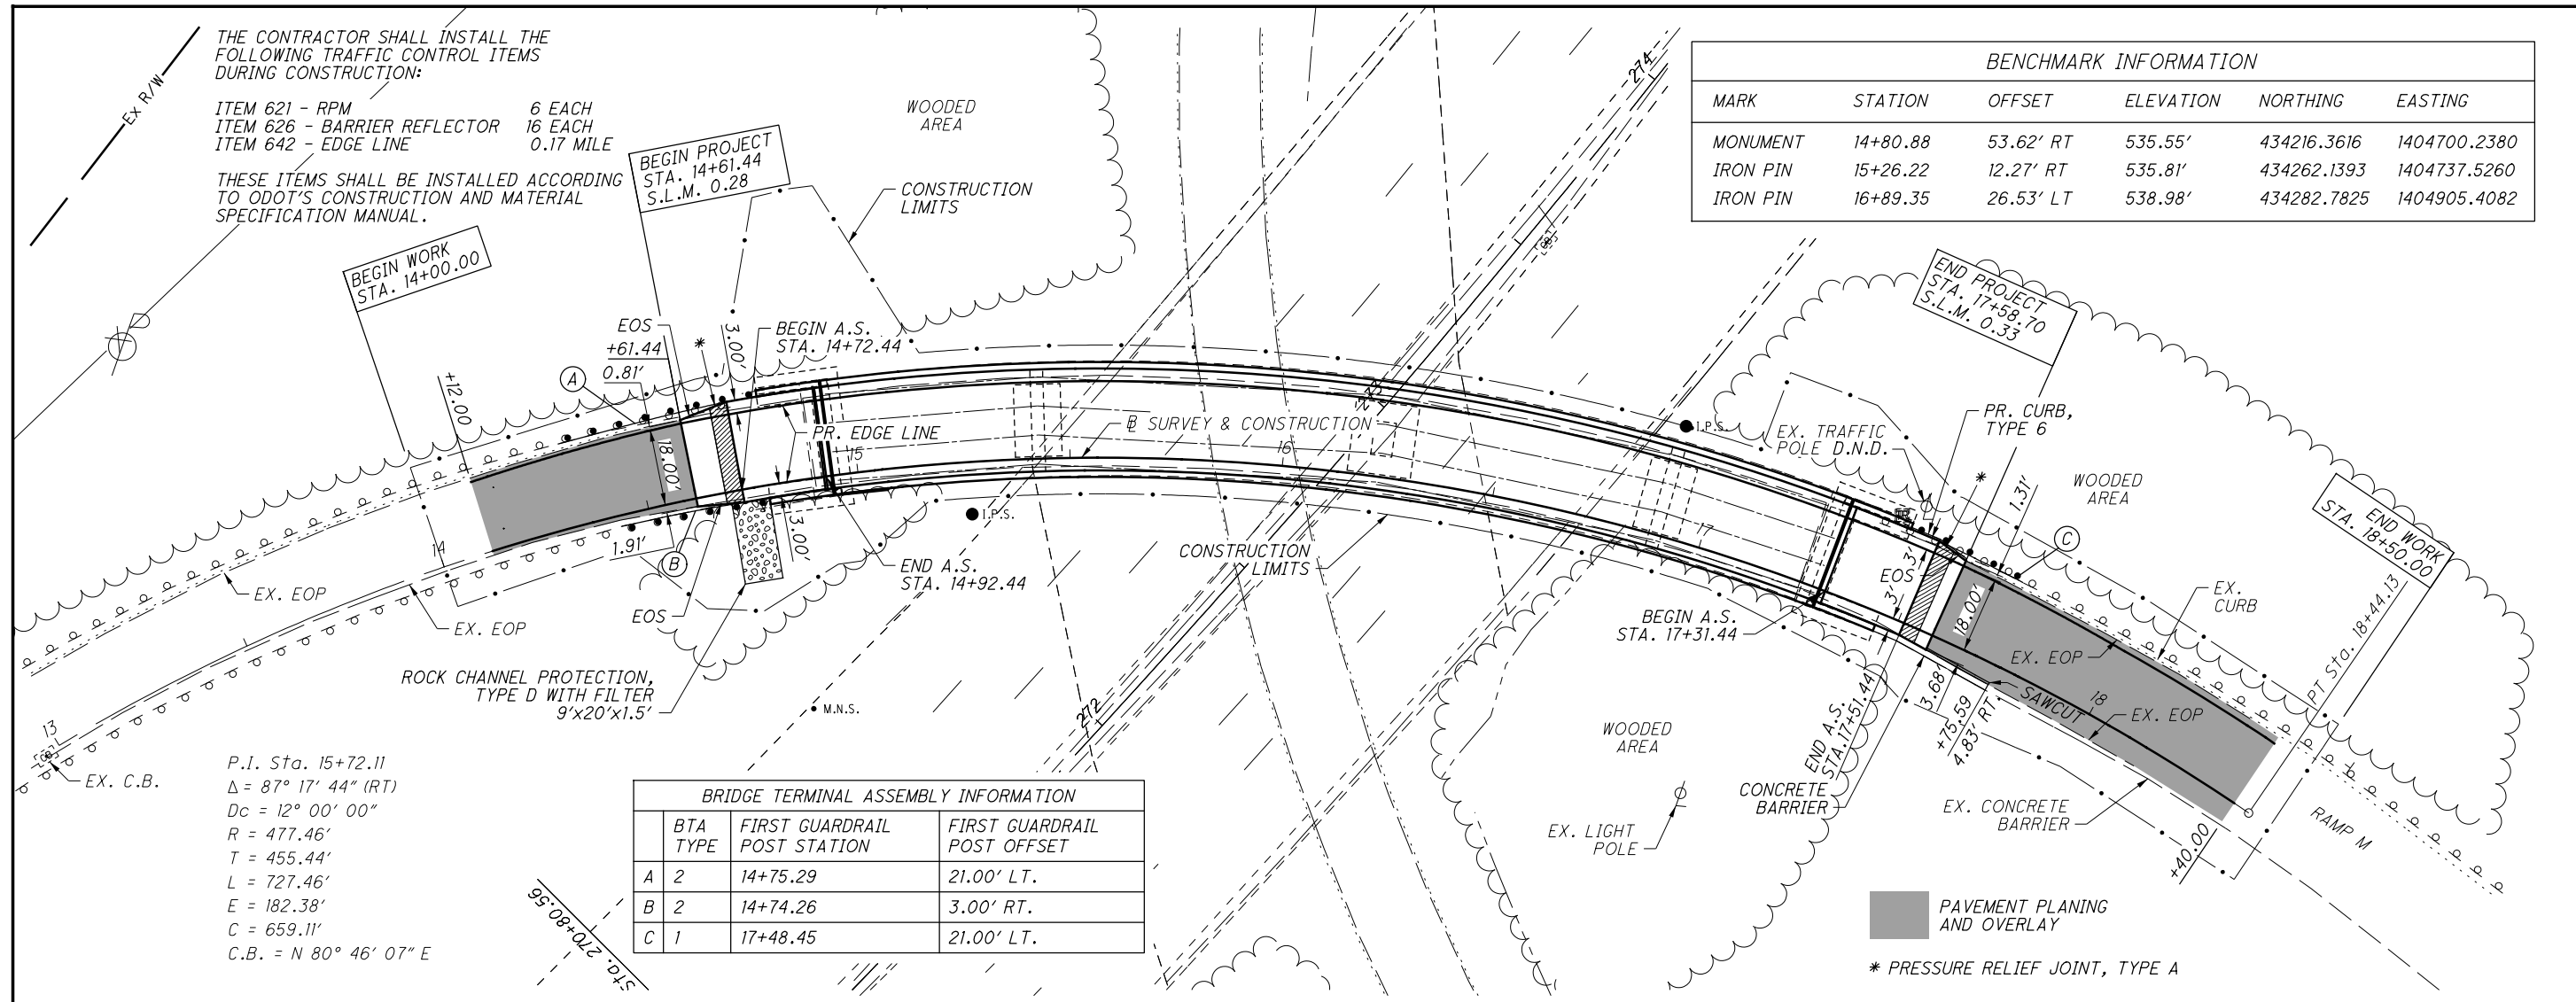 THE CONTRACTOR SHALL INSTALL THE
FOLLOWING TRAFFIC CONTROL ITEMS
DURING CONSTRUCTION:
ITEM 621 - RPM 6 EACH
ITEM 626 - BARRIER REFLECTOR 16 EACH
ITEM 642 - EDGE LINE 0.17 MILE
THESE ITEMS SHALL BE INSTALLED ACCORDING
TO ODOT'S CONSTRUCTION AND MATERIAL
SPECIFICATION MANUAL.
EX R/W
BEGIN WORK
STA. 14+00.00
BEGIN PROJECT
STA. 14+61.44
S.L.M. 0.28
WOODED
AREA
CONSTRUCTION
LIMITS
274
BENCHMARK INFORMATION
MARK STATION OFFSET ELEVATION NORTHING EASTING
MONUMENT 14+80.88 53.62' RT 535.55' 434216.3616 1404700.2380
IRON PIN 15+26.22 12.27' RT 535.81' 434262.1393 1404737.5260
IRON PIN 16+89.35 26.53' LT 538.98' 434282.7825 1404905.4082
END PROJECT
STA. 17+58.70
S.L.M. 0.33
EOS
+61.44
0.81'
*
3.00'
BEGIN A.S.
STA. 14+72.44
A
+12.00
18.00'
PR. EDGE LINE
15
B SURVEY & CONSTRUCTION
16
273
I.P.S.
EX. TRAFFIC
POLE D.N.D.
PR. CURB,
TYPE 6
*
WOODED
AREA
1.31'
C
END WORK
STA. 18+50.00
14
1.91'
B
EOS
3.00'
END A.S.
STA. 14+92.44
I.P.S.
CONSTRUCTION
LIMITS
17
EOS
3'
3'
18.00'
BEGIN A.S.
STA. 17+31.44
EX.
CURB
PT Sta. 18+44.13
EX. EOP
EX. EOP
EX. EOP
18
SAWCUT
EX. EOP
3.68'
+75.59
4.83' RT.
END A.S.
STA.17+51.44
ROCK CHANNEL PROTECTION,
TYPE D WITH FILTER
9'x20'x1.5'
M.N.S.
272
WOODED
AREA
13
EX. C.B.
CONCRETE
BARRIER
EX. CONCRETE
BARRIER
EX. LIGHT
POLE
RAMP M
+40.00
P.I. Sta. 15+72.11
Δ = 87° 17' 44" (RT)
Dc = 12° 00' 00"
R = 477.46'
T = 455.44'
L = 727.46'
E = 182.38'
C = 659.11'
C.B. = N 80° 46' 07" E
Sta. 270+80.56
BRIDGE TERMINAL ASSEMBLY INFORMATION
BTA TYPE FIRST GUARDRAIL POST STATION FIRST GUARDRAIL POST OFFSET
A 2 14+75.29 21.00' LT.
B 2 14+74.26 3.00' RT.
C 1 17+48.45 21.00' LT.
PAVEMENT PLANING
AND OVERLAY
* PRESSURE RELIEF JOINT, TYPE A